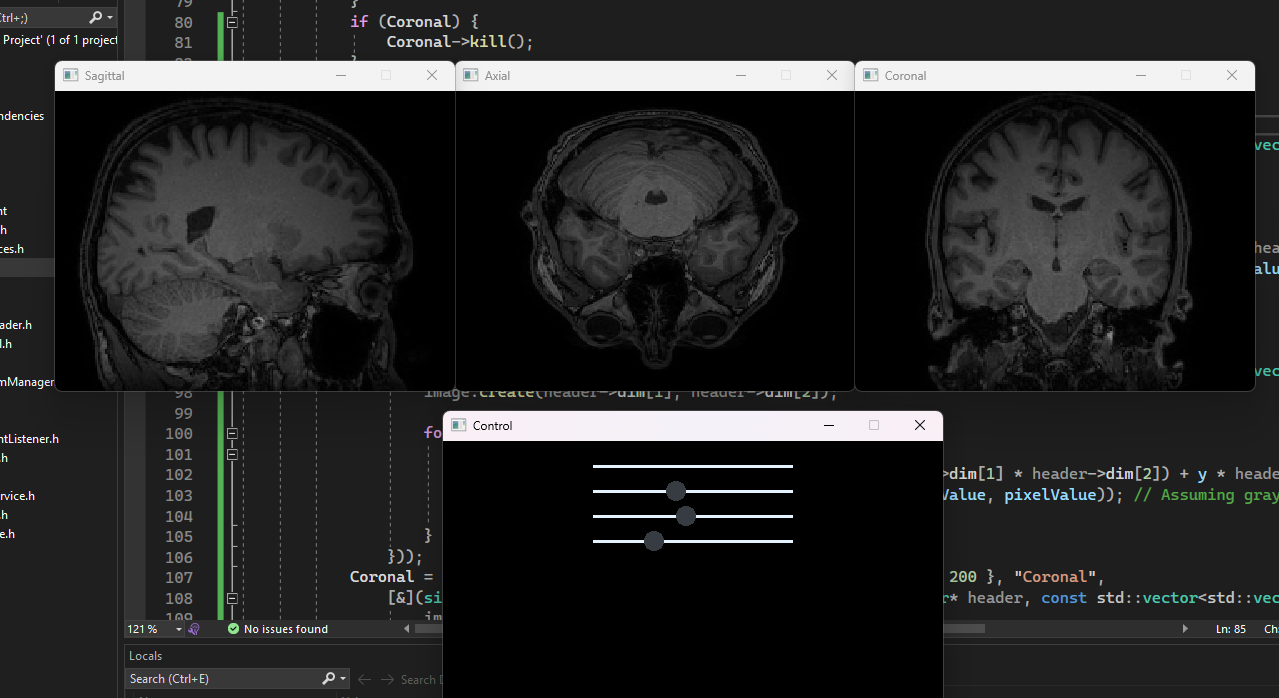 Ctrl+;)
Project' (1 of 1 project
ndencies
nt
.h
ces.h
ader.h
l.h
mManager
ntListener.h
.h
rvice.h
.h
e.h
79 }
80 if (Coronal) {
81 Coronal->kill();
Sagittal
Axial
Coronal
vec
hea
alu
vec
98 image.create(header->dim[1], header->dim[2]);
99
100 fo
101
102 >dim[1] * header->dim[2]) + y * heade
103 Value, pixelValue)); // Assuming gray
104
105 }
106 }));
107 Coronal = 200 }, "Coronal",
108 [&](si r* header, const std::vector<std::vec
109 im
Control
121 %
No issues found
Ln: 85
Ch:
Locals
Search (Ctrl+E)
Search D